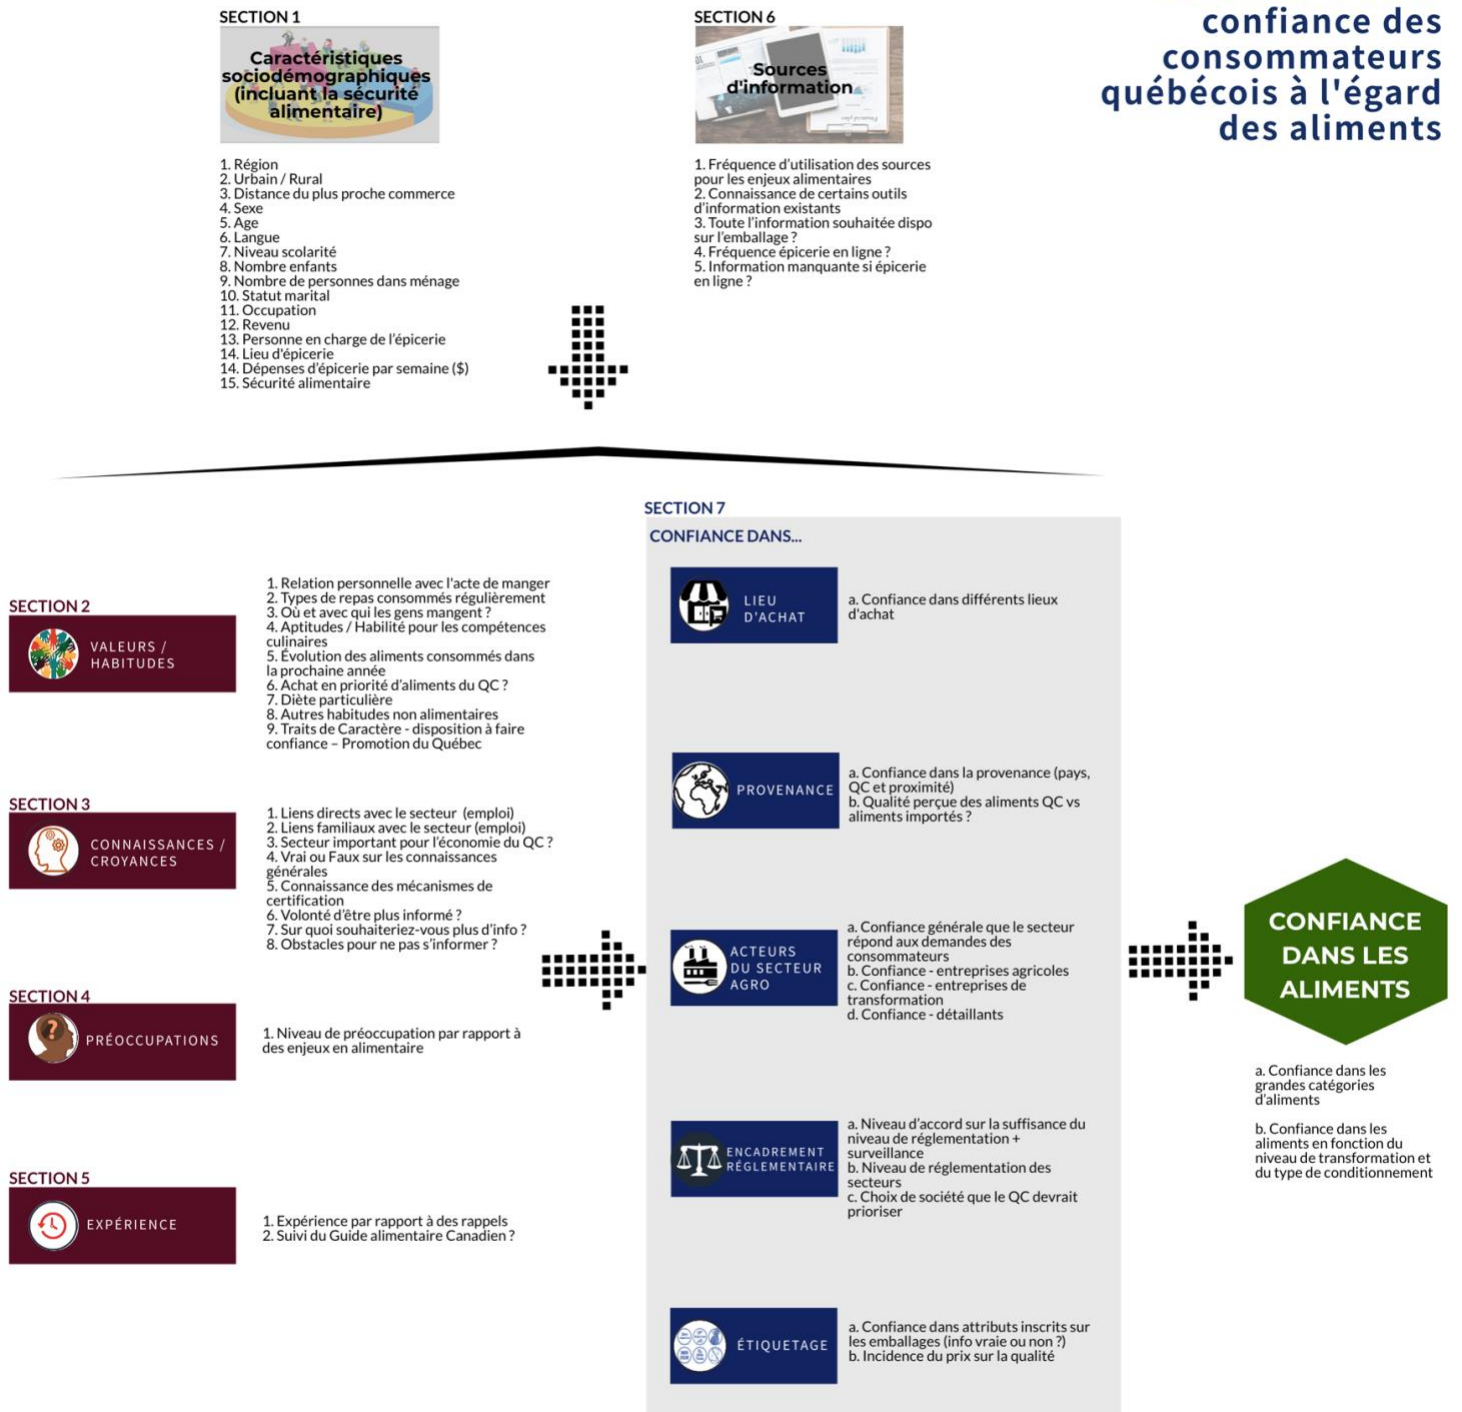 SECTION 1
Caractéristiques
sociodémographiques
(incluant la sécurité
alimentaire)
1. Région
2. Urbain / Rural
3. Distance du plus proche commerce
4. Sexe
5. Age
6. Langue
7. Niveau scolarité
8. Nombre enfants
9. Nombre de personnes dans ménage
10. Statut marital
11. Occupation
12. Revenu
13. Personne en charge de l'épicerie
14. Lieu d'épicerie
14. Dépenses d'épicerie par semaine ($)
15. Sécurité alimentaire
SECTION 6
Sources
d'information
1. Fréquence d'utilisation des sources
pour les enjeux alimentaires
2. Connaissance de certains outils
d'information existants
3. Toute l'information souhaitée dispo
sur l'emballage ?
4. Fréquence épicerie en ligne ?
5. Information manquante si épicerie
en ligne ?
confiance des
consommateurs
québécois à l'égard
des aliments
SECTION 2
VALEURS /
HABITUDES
1. Relation personnelle avec l'acte de manger
2. Types de repas consommés régulièrement
3. Où et avec qui les gens mangent ?
4. Aptitudes / Habilité pour les compétences
culinaires
5. Évolution des aliments consommés dans
la prochaine année
6. Achat en priorité d'aliments du QC ?
7. Diète particulière
8. Autres habitudes non alimentaires
9. Traits de Caractère - disposition à faire
confiance – Promotion du Québec
SECTION 3
CONNAISSANCES /
CROYANCES
1. Liens directs avec le secteur (emploi)
2. Liens familiaux avec le secteur (emploi)
3. Secteur important pour l'économie du QC ?
4. Vrai ou Faux sur les connaissances
générales
5. Connaissance des mécanismes de
certification
6. Volonté d'être plus informé ?
7. Sur quoi souhaiteriez-vous plus d'info ?
8. Obstacles pour ne pas s'informer ?
SECTION 4
PRÉOCCUPATIONS
1. Niveau de préoccupation par rapport à
des enjeux en alimentaire
SECTION 5
EXPÉRIENCE
1. Expérience par rapport à des rappels
2. Suivi du Guide alimentaire Canadien ?
SECTION 7
CONFIANCE DANS...
LIEU
D'ACHAT
a. Confiance dans différents lieux
d'achat
PROVENANCE
a. Confiance dans la provenance (pays,
QC et proximité)
b. Qualité perçue des aliments QC vs
aliments importés ?
ACTEURS
DU SECTEUR
AGRO
a. Confiance générale que le secteur
répond aux demandes des
consommateurs
b. Confiance - entreprises agricoles
c. Confiance - entreprises de
transformation
d. Confiance - détaillants
ENCADREMENT
RÉGLEMENTAIRE
a. Niveau d'accord sur la suffisance du
niveau de réglementation +
surveillance
b. Niveau de réglementation des
secteurs
c. Choix de société que le QC devrait
prioriser
ÉTIQUETAGE
a. Confiance dans attributs inscrits sur
les emballages (info vraie ou non ?)
b. Incidence du prix sur la qualité
CONFIANCE
DANS LES
ALIMENTS
a. Confiance dans les
grandes catégories
d'aliments
b. Confiance dans les
aliments en fonction du
niveau de transformation et
du type de conditionnement